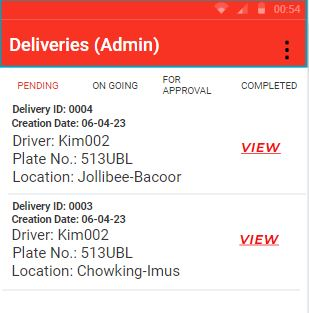 00:54
Deliveries (Admin)
PENDING
ON GOING
FOR
APPROVAL
COMPLETED
Delivery ID: 0004
Creation Date: 06-04-23
Driver: Kim002
Plate No.: 513UBL
Location: Jollibee-Bacoor
VIEW
Delivery ID: 0003
Creation Date: 06-04-23
Driver: Kim002
Plate No.: 513UBL
Location: Chowking-Imus
VIEW